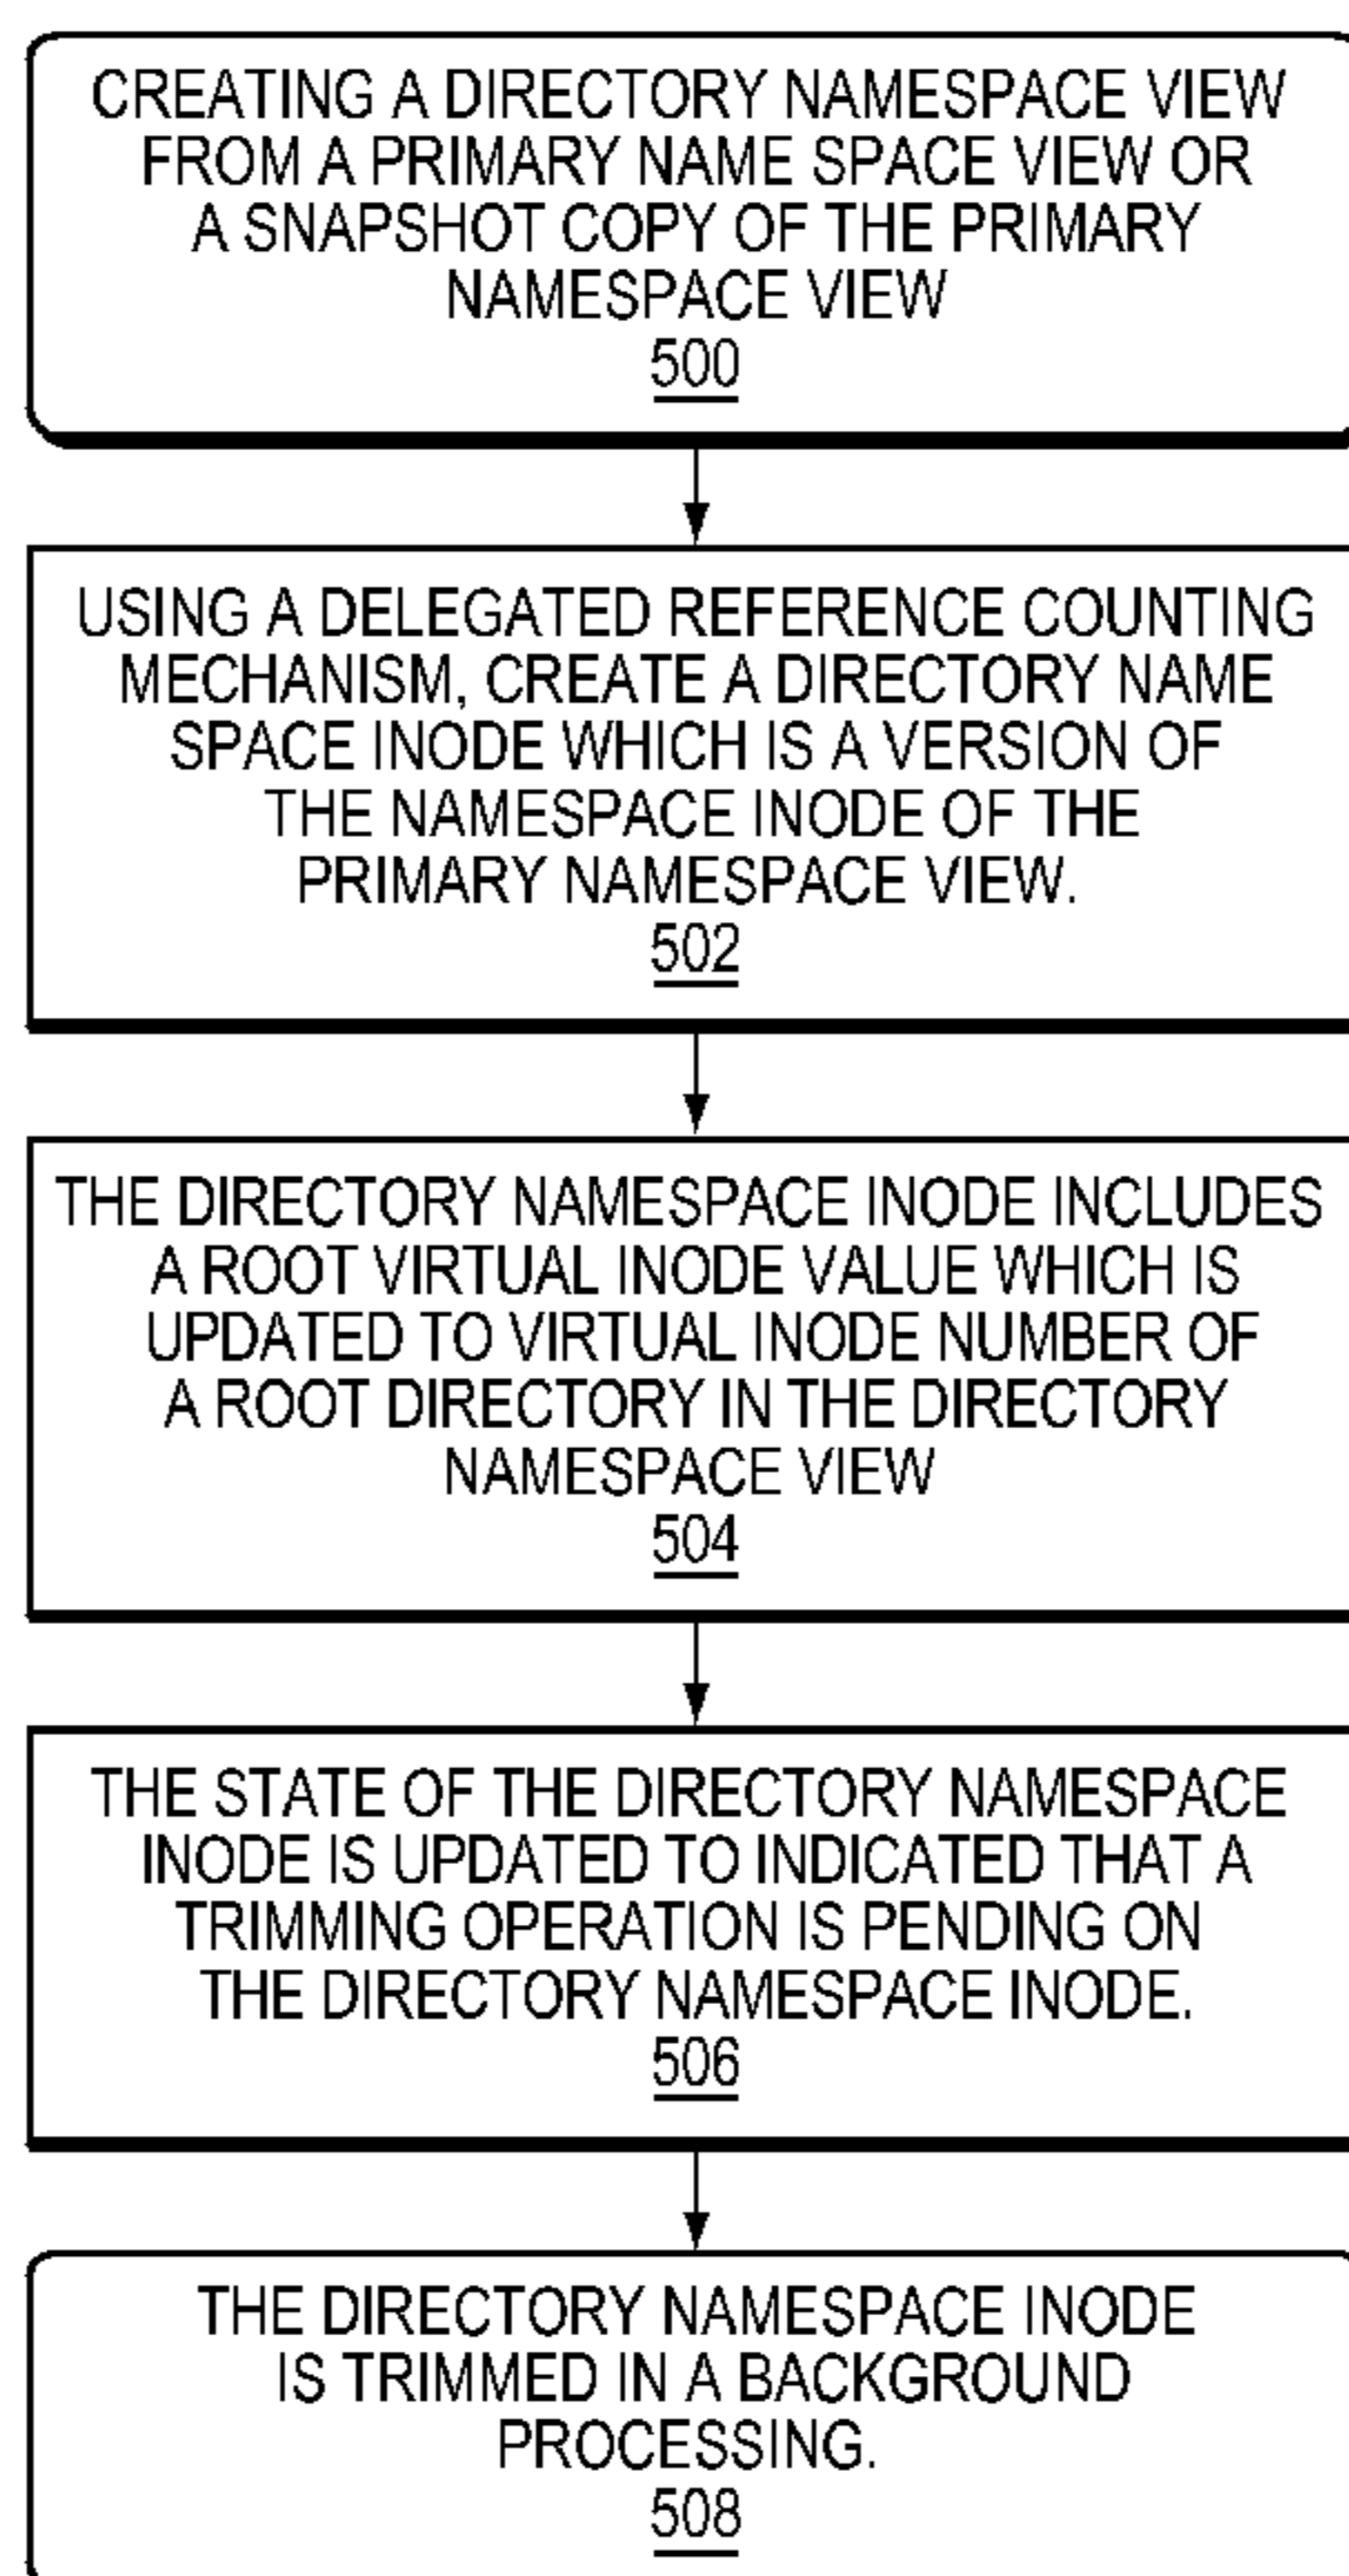 CREATING A DIRECTORY NAMESPACE VIEW
FROM A PRIMARY NAME SPACE VIEW OR
A SNAPSHOT COPY OF THE PRIMARY
NAMESPACE VIEW
500
USING A DELEGATED REFERENCE COUNTING
MECHANISM, CREATE A DIRECTORY NAME
SPACE INODE WHICH IS A VERSION OF
THE NAMESPACE INODE OF THE
PRIMARY NAMESPACE VIEW.
502
THE DIRECTORY NAMESPACE INODE INCLUDES
A ROOT VIRTUAL INODE VALUE WHICH IS
UPDATED TO VIRTUAL INODE NUMBER OF
A ROOT DIRECTORY IN THE DIRECTORY
NAMESPACE VIEW
504
THE STATE OF THE DIRECTORY NAMESPACE
INODE IS UPDATED TO INDICATED THAT A
TRIMMING OPERATION IS PENDING ON
THE DIRECTORY NAMESPACE INODE.
506
THE DIRECTORY NAMESPACE INODE
IS TRIMMED IN A BACKGROUND
PROCESSING.
508